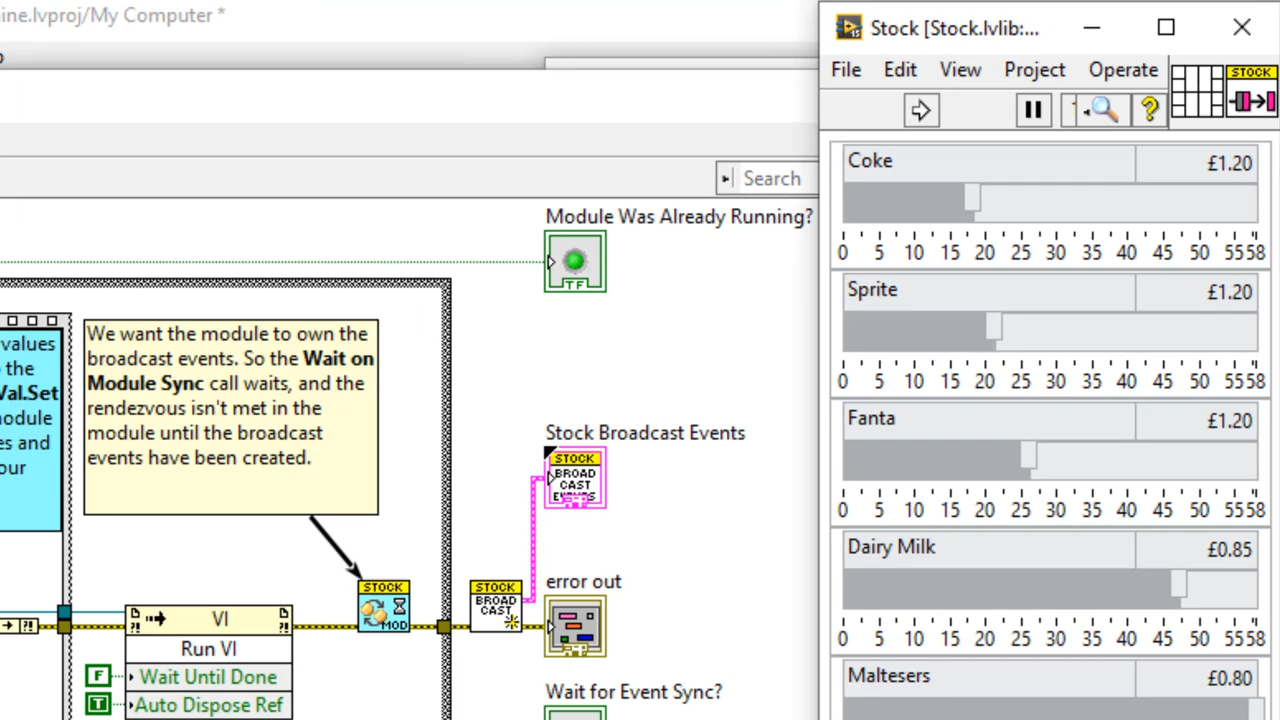 ine.lvproj/My Computer *
Search
Module Was Already Running?
TF
values
the
Val.Set
module
es and
our
We want the module to own the
broadcast events. So the Wait on
Module Sync call waits, and the
rendezvous isn't met in the
module until the broadcast
events have been created.
Stock Broadcast Events
STOCK
BROAD
CAST
STOCK
MOD
STOCK
BROAD
CAST
error out
VI
Run VI
F
Wait Until Done
T
Auto Dispose Ref
Wait for Event Sync?
Stock [Stock.lvlib:...
File Edit View Project Operate
STOCK
Coke £1.20
0 5 10 15 20 25 30 35 40 45 50 5558
Sprite £1.20
0 5 10 15 20 25 30 35 40 45 50 5558
Fanta £1.20
0 5 10 15 20 25 30 35 40 45 50 5558
Dairy Milk £0.85
0 5 10 15 20 25 30 35 40 45 50 5558
Maltesers £0.80